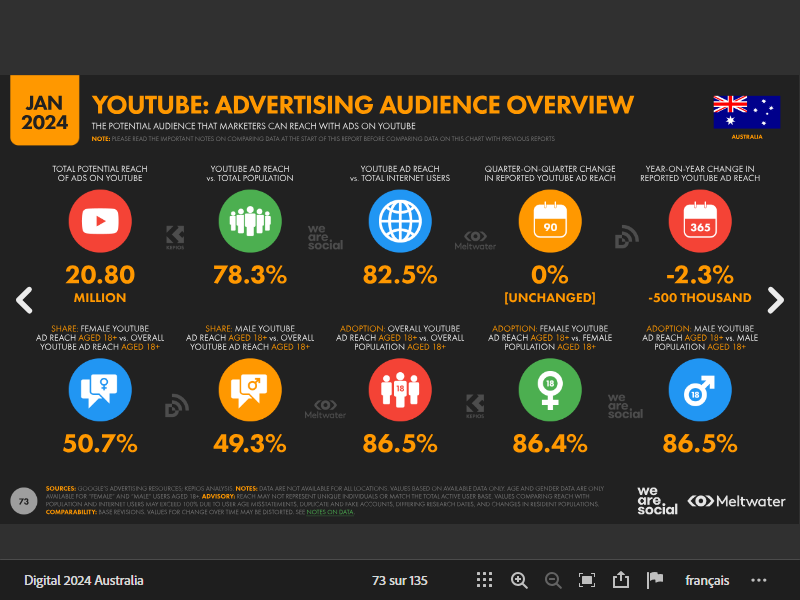 JAN
2024
YOUTUBE: ADVERTISING AUDIENCE OVERVIEW
THE POTENTIAL AUDIENCE THAT MARKETERS CAN REACH WITH ADS ON YOUTUBE
NOTE: PLEASE READ THE IMPORTANT NOTES ON COMPARING DATA AT THE START OF THIS REPORT BEFORE COMPARING DATA ON THIS CHART WITH PREVIOUS REPORTS
AUSTRALIA
TOTAL POTENTIAL REACH
OF ADS ON YOUTUBE
20.80
MILLION
YOUTUBE AD REACH
vs. TOTAL POPULATION
78.3%
YOUTUBE AD REACH
vs. TOTAL INTERNET USERS
82.5%
QUARTER-ON-QUARTER CHANGE
IN REPORTED YOUTUBE AD REACH
90
0%
[UNCHANGED]
YEAR-ON-YEAR CHANGE IN
REPORTED YOUTUBE AD REACH
365
-2.3%
-500 THOUSAND
KEPIOS
we
are.
social
Meltwater
SHARE: FEMALE YOUTUBE
AD REACH AGED 18+ vs. OVERALL
YOUTUBE AD REACH AGED 18+
50.7%
SHARE: MALE YOUTUBE
AD REACH AGED 18+ vs. OVERALL
YOUTUBE AD REACH AGED 18+
49.3%
ADOPTION: OVERALL YOUTUBE
AD REACH AGED 18+ vs. OVERALL
POPULATION AGED 18+
18
86.5%
ADOPTION: FEMALE YOUTUBE
AD REACH AGED 18+ vs. FEMALE
POPULATION AGED 18+
18
86.4%
ADOPTION: MALE YOUTUBE
AD REACH AGED 18+ vs. MALE
POPULATION AGED 18+
18
86.5%
Meltwater
KEPIOS
we
are.
social
73
SOURCES: GOOGLE'S ADVERTISING RESOURCES; KEPIOS ANALYSIS. NOTES: DATA ARE NOT AVAILABLE FOR ALL LOCATIONS. VALUES BASED ON AVAILABLE DATA ONLY. AGE AND GENDER DATA ARE ONLY
AVAILABLE FOR "FEMALE" AND "MALE" USERS AGED 18+. ADVISORY: REACH MAY NOT REPRESENT UNIQUE INDIVIDUALS OR MATCH THE TOTAL ACTIVE USER BASE. VALUES COMPARING REACH WITH
POPULATION AND INTERNET USERS MAY EXCEED 100% DUE TO USER AGE MISSTATEMENTS, DUPLICATE AND FAKE ACCOUNTS, DIFFERING RESEARCH DATES, AND CHANGES IN RESIDENT POPULATIONS.
COMPARABILITY: BASE REVISIONS. VALUES FOR CHANGE OVER TIME MAY BE DISTORTED. SEE NOTES ON DATA.
we
are.
social
Meltwater
Digital 2024 Australia
73 sur 135
français